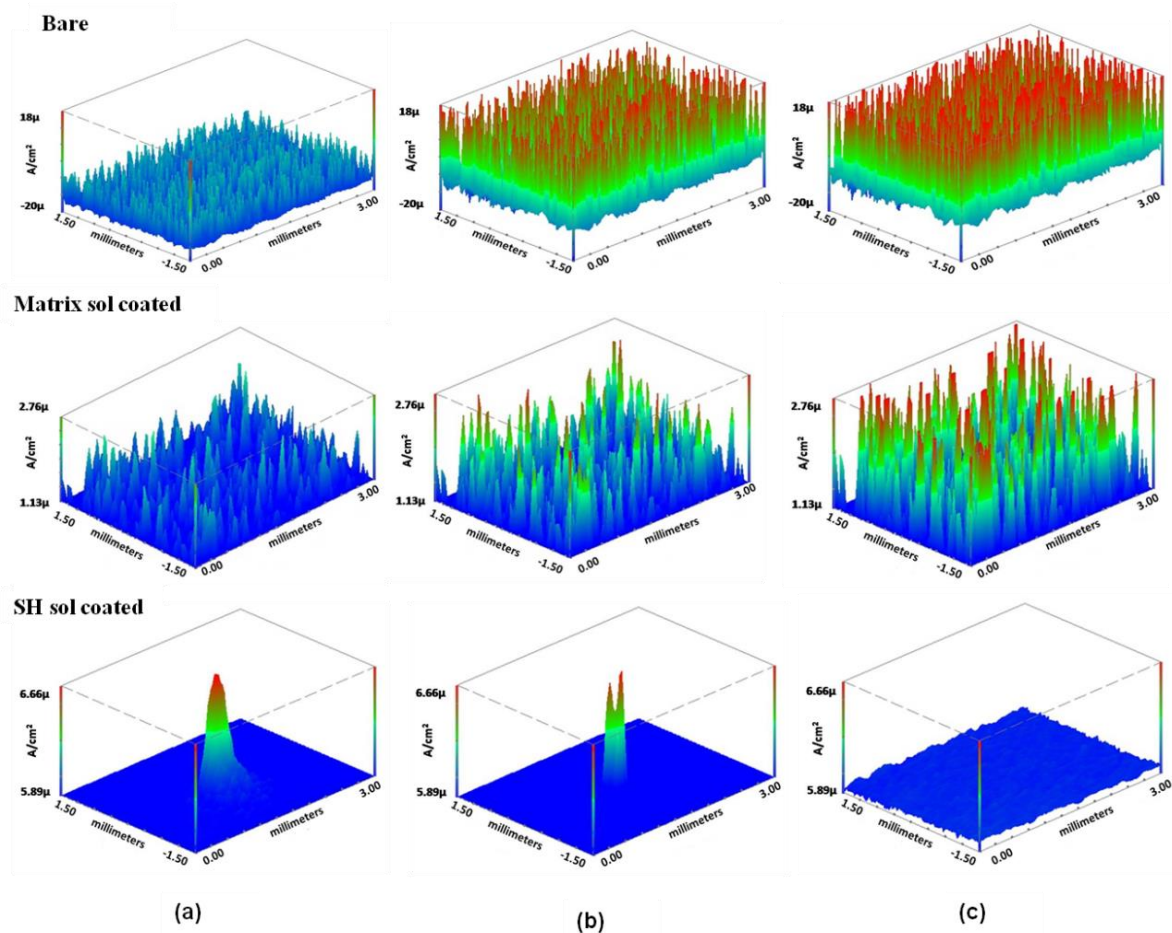 Bare
18µ
A/cm²
-20µ
1.50
millimeters
-1.50
0.00
millimeters
3.00
18µ
A/cm²
-20µ
1.50
millimeters
-1.50
0.00
millimeters
3.00
18µ
A/cm²
-20µ
1.50
millimeters
-1.50
0.00
millimeters
3.00
Matrix sol coated
2.76µ
A/cm²
1.13µ
1.50
millimeters
-1.50
0.00
millimeters
3.00
2.76µ
A/cm²
1.13µ
1.50
millimeters
-1.50
0.00
millimeters
3.00
2.76µ
A/cm²
1.13µ
1.50
millimeters
-1.50
0.00
millimeters
3.00
SH sol coated
6.66µ
A/cm²
5.89µ
1.50
millimeters
-1.50
0.00
millimeters
3.00
6.66µ
A/cm²
5.89µ
1.50
millimeters
-1.50
0.00
millimeters
3.00
6.66µ
A/cm²
5.89µ
1.50
millimeters
-1.50
0.00
millimeters
3.00
(a)
(b)
(c)